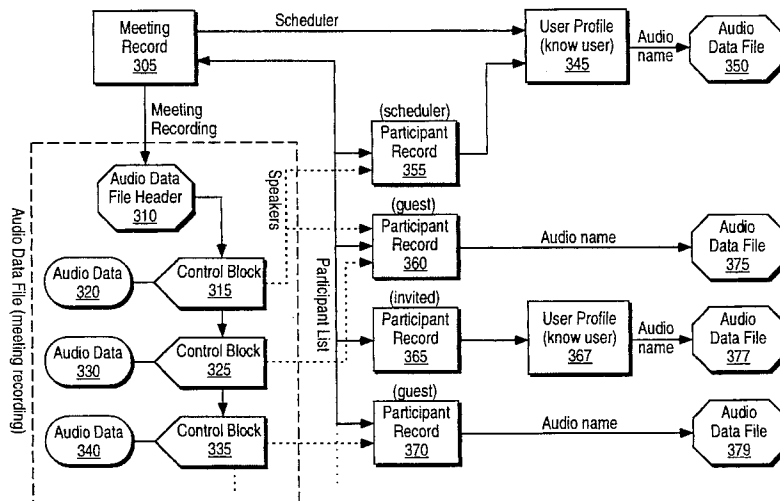 Meeting
Record
305
Scheduler
User Profile
(know user)
345
Audio
name
Audio
Data File
350
Meeting
Recording
(scheduler)
Participant
Record
355
Audio Data File (meeting recording)
Audio Data
File Header
310
Speakers
Participant List
(guest)
Participant
Record
360
Audio name
Audio
Data File
375
Audio Data
320
Control Block
315
(invited)
Participant
Record
365
User Profile
(know user)
367
Audio
name
Audio
Data File
377
Audio Data
330
Control Block
325
(guest)
Participant
Record
370
Audio name
Audio
Data File
379
Audio Data
340
Control Block
335